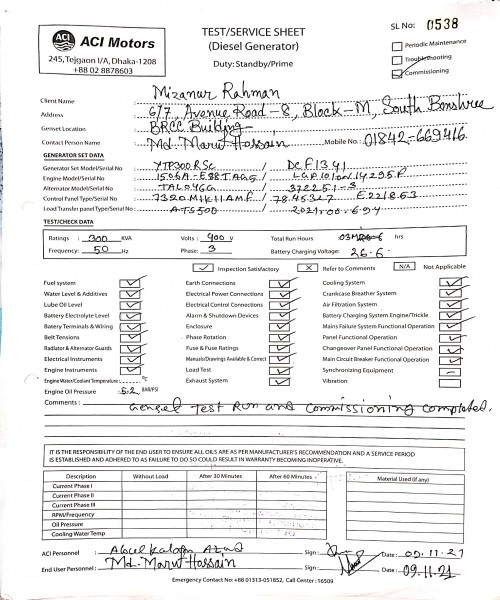 ACI Motors
245, Tejgaon I/A, Dhaka-1208
+88 02 8878603
TEST/SERVICE SHEET
(Diesel Generator)
Duty: Standby/Prime
SL No: 0538
Periodic Maintenance
Troubleshooting
Commissioning
Client Name Mizanur Rahman
Address 6/7, Avenue Road-8, Block-M, South Banshree
Genset Location BRCC Building
Contact Person Name Md. Maruf Hossain Mobile No.: 01842-669416
GENERATOR SET DATA
Generator Set Model/Serial No YTP300RSC / DCF1341
Engine Model/Serial No 1506A-E88TAG5 /
Alternator Model/Serial No TAL046G / 372251-3
Control Panel Type/Serial No 7320 MKII AMF / E221853
Load Transfer panel Type/Serial No ATS500 / 2021-00-694
TEST/CHECK DATA
Ratings : 300 KVA Volts : 400 V Total Run Hours hrs
Frequency : 50 Hz Phase : 3 Battery Charging Voltage: 26.6
Inspection Satisfactory X Refer to Comments N/A Not Applicable
Fuel system Earth Connections Cooling System
Water Level & Additives Electrical Power Connections Crankcase Breather System
Lube Oil Level Electrical Control Connections Air Filtration System
Battery Electrolyte Level Alarm & Shutdown Devices Battery Charging System Engine/Trickle
Batery Terminals & Wiring Enclosure Mains Failure System Functional Operation
Belt Tensions Phase Rotation Panel Functional Operation
Radiator & Alternator Guards Fuse & Fuse Ratings Changeover Panel Functional Operation
Electrical Instruments Manuals/Drawings Available & Correct Main Circuit Breaker Functional Operation
Engine Instruments Load Test Synchronizing Equipment
Engine Water/Coolant Temperature: °C Exhaust System Vibration
Engine Oil Pressure 5.2 BAR/PSI
Comments : Genset Test Run and Commissioning completed.
IT IS THE RESPONSIBILITY OF THE END USER TO ENSURE ALL OILS ARE AS PER MANUFACTURER'S RECOMMENDATION AND A SERVICE PERIOD
IS ESTABLISHED AND ADHERED TO AS FAILURE TO DO SO COULD RESULT IN WARRANTY BECOMING INOPERATIVE.
Description Without Load After 30 Minutes After 60 Minutes Material Used (if any)
Current Phase I
Current Phase II
Current Phase III
RPM/Frequency
Oil Pressure
Cooling Water Temp
ACI Personnel : Abul Kalam Azad Sign : Date : 09.11.21
End User Personnel : Md. Maruf Hossain Sign : Date : 09.11.21
Emergency Contact No: +88 01313-051852, Call Center : 16509